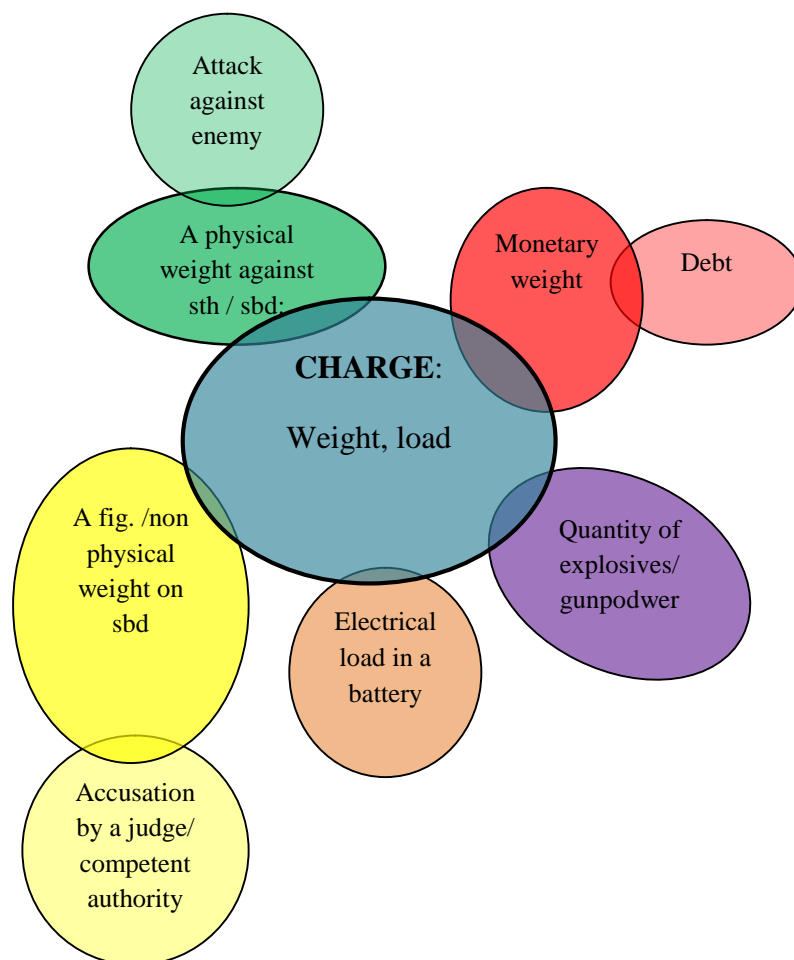 Attack
against
enemy
A physical
weight against
sth / sbd:
Monetary
weight
Debt
CHARGE:
Weight, load
A fig. /non
physical
weight on
sbd
Quantity of
explosives/
gunpodwer
Electrical
load in a
battery
Accusation
by a judge/
competent
authority